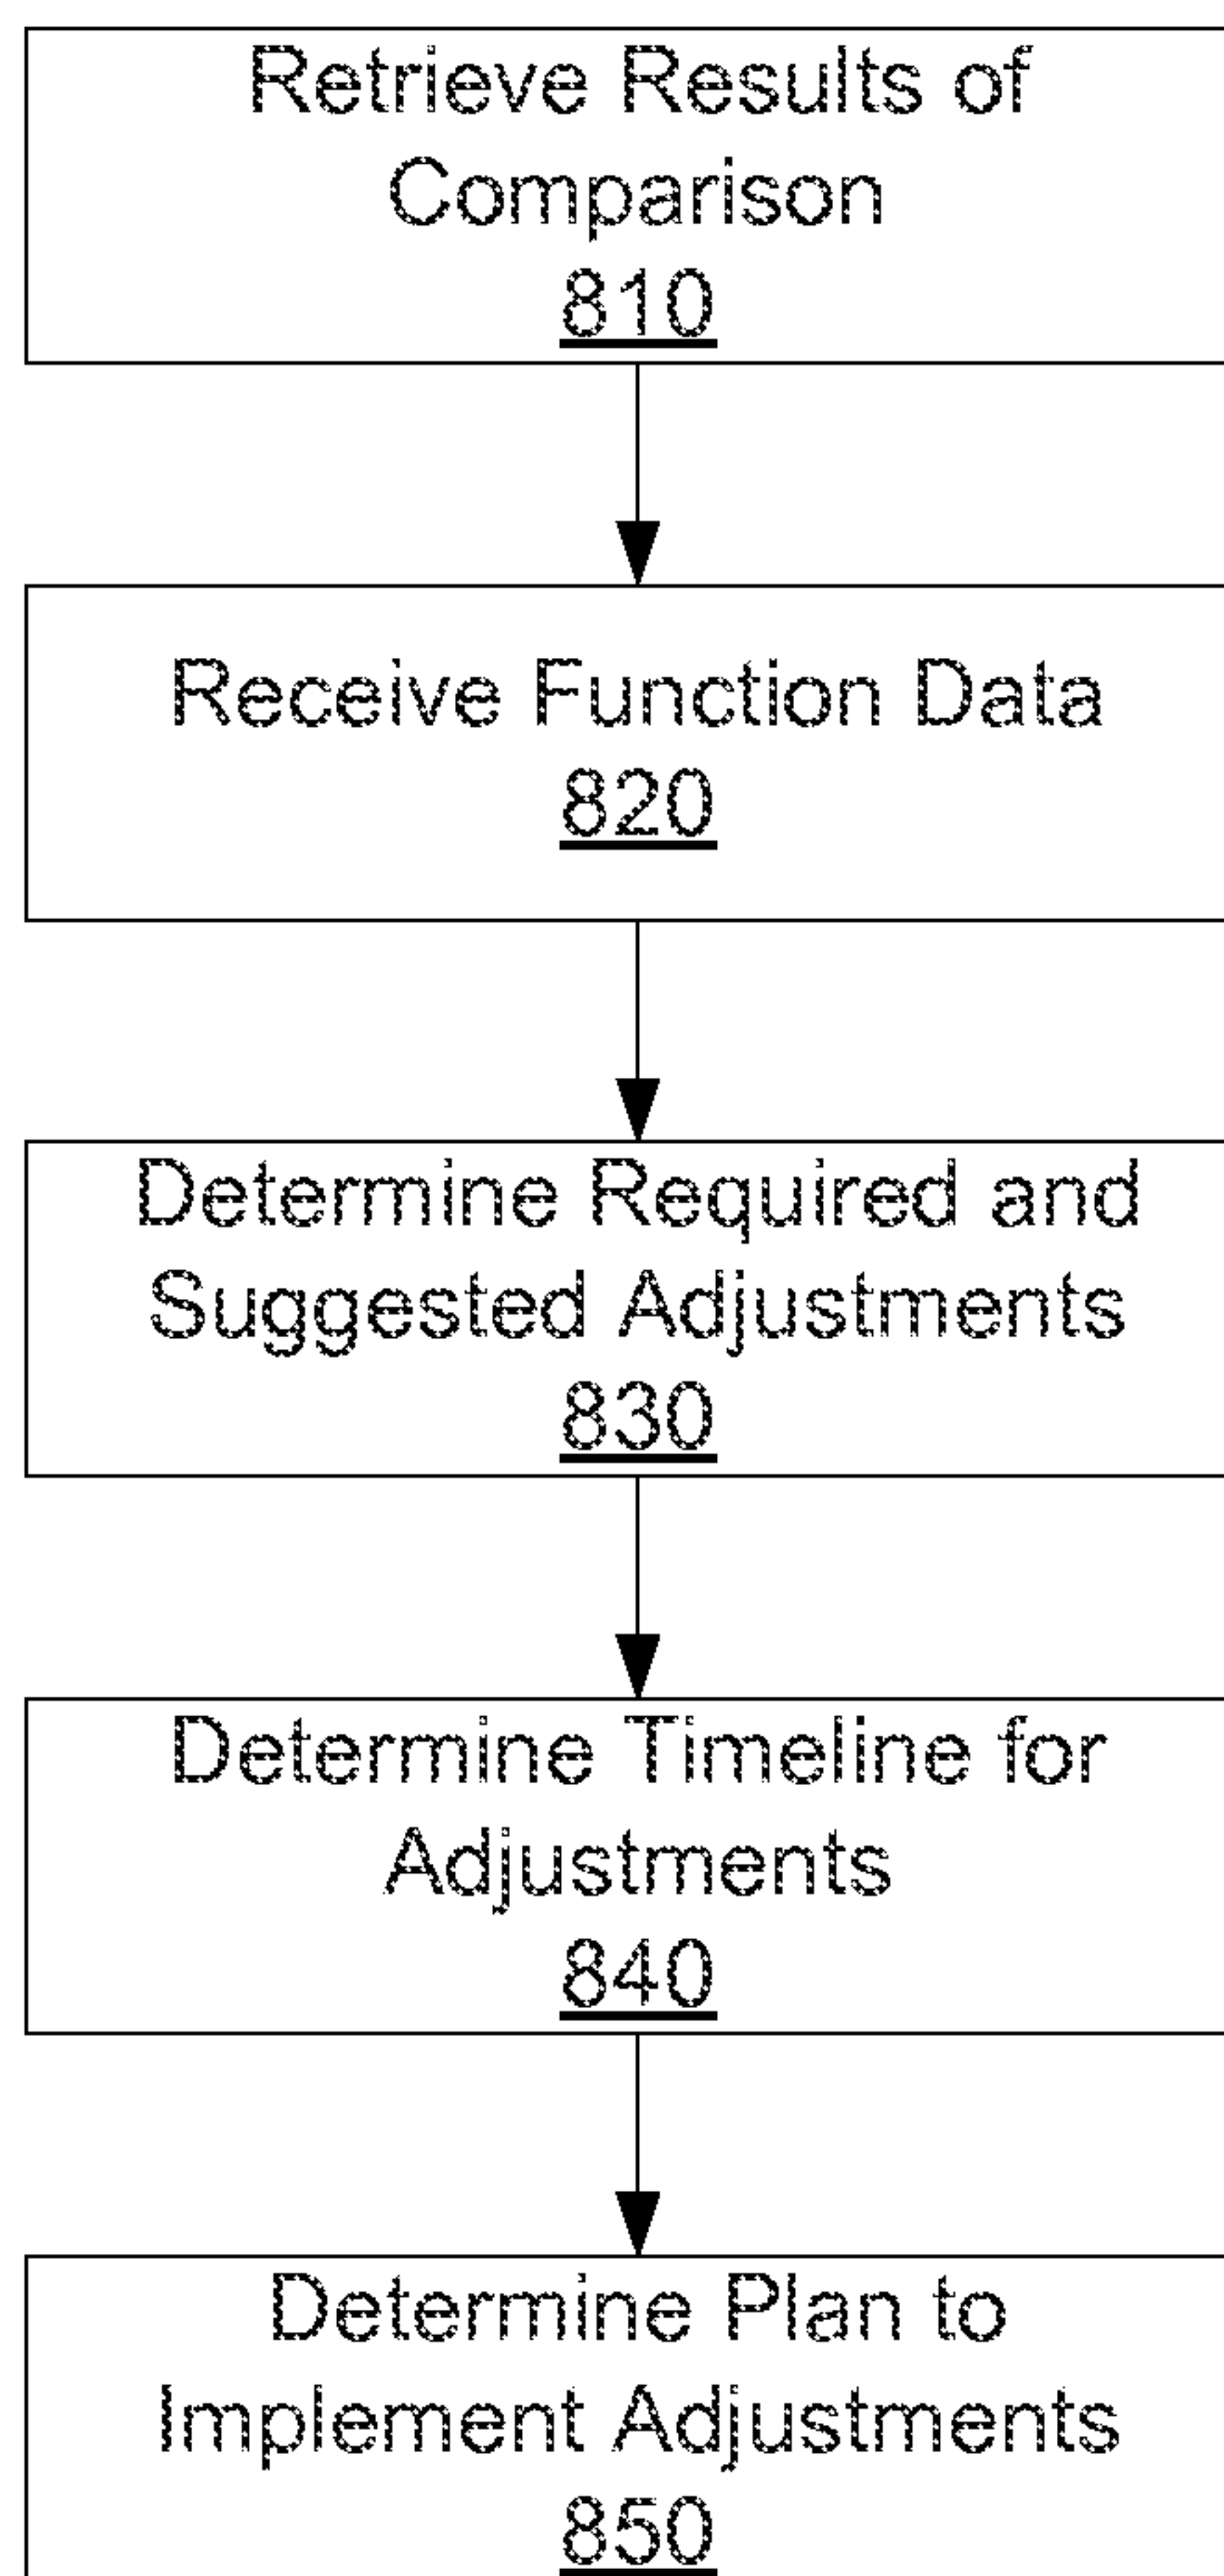 Retrieve Results of
Comparison
810
Receive Function Data
820
Determine Required and
Suggested Adjustments
830
Determine Timeline for
Adjustments
840
Determine Plan to
Implement Adjustments
850